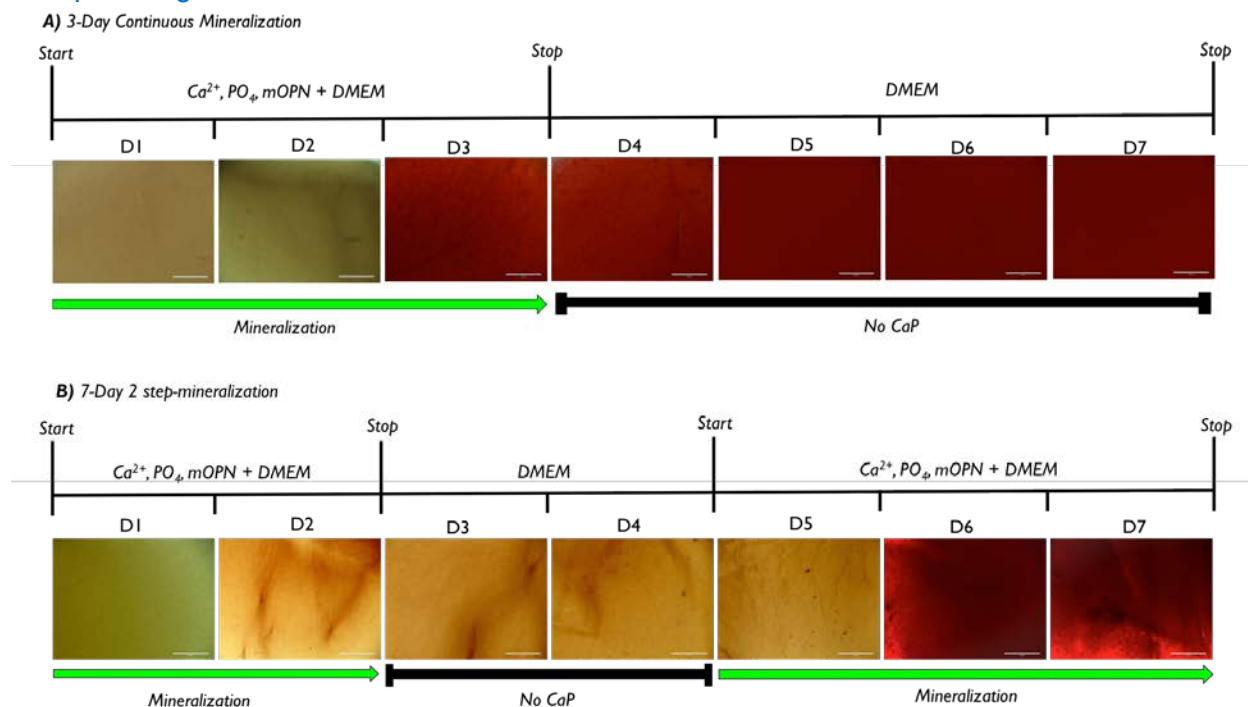 A) 3-Day Continuous Mineralization
Start Stop Stop
Ca²⁺, PO₄, mOPN + DMEM DMEM
D1 D2 D3 D4 D5 D6 D7
Mineralization No CaP
B) 7-Day 2 step-mineralization
Start Stop Start Stop
Ca²⁺, PO₄, mOPN + DMEM DMEM Ca²⁺, PO₄, mOPN + DMEM
D1 D2 D3 D4 D5 D6 D7
Mineralization No CaP Mineralization